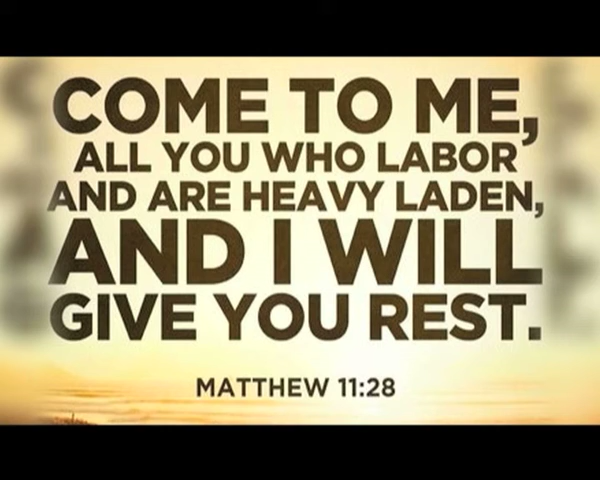 COME TO ME,
ALL YOU WHO LABOR
AND ARE HEAVY LADEN,
AND I WILL
GIVE YOU REST.
MATTHEW 11:28